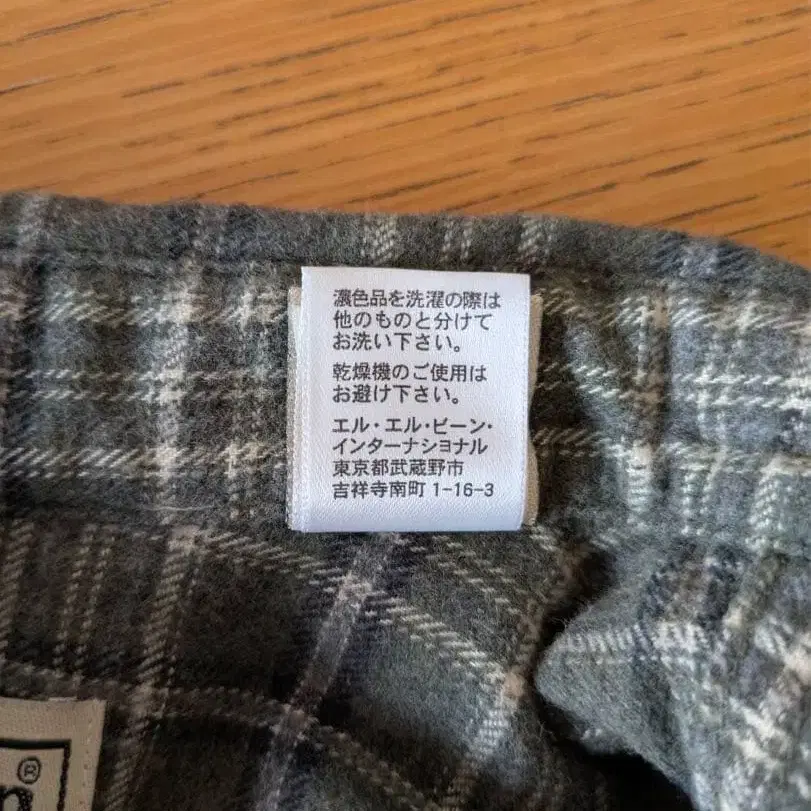 濃色品を洗濯の際は
他のものと分けて
お洗い下さい。
乾燥機のご使用は
お避け下さい。
エル・エル・ビーン・
インターナショナル
東京都武蔵野市
吉祥寺南町 1-16-3
n®